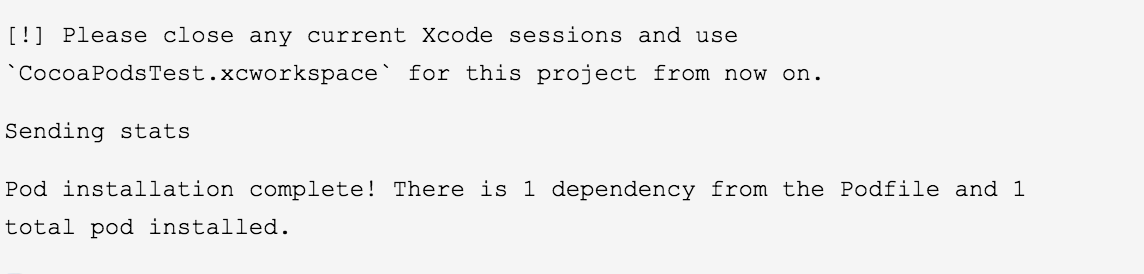 [!] Please close any current Xcode sessions and use
`CocoaPodsTest.xcworkspace` for this project from now on.
Sending stats
Pod installation complete! There is 1 dependency from the Podfile and 1
total pod installed.